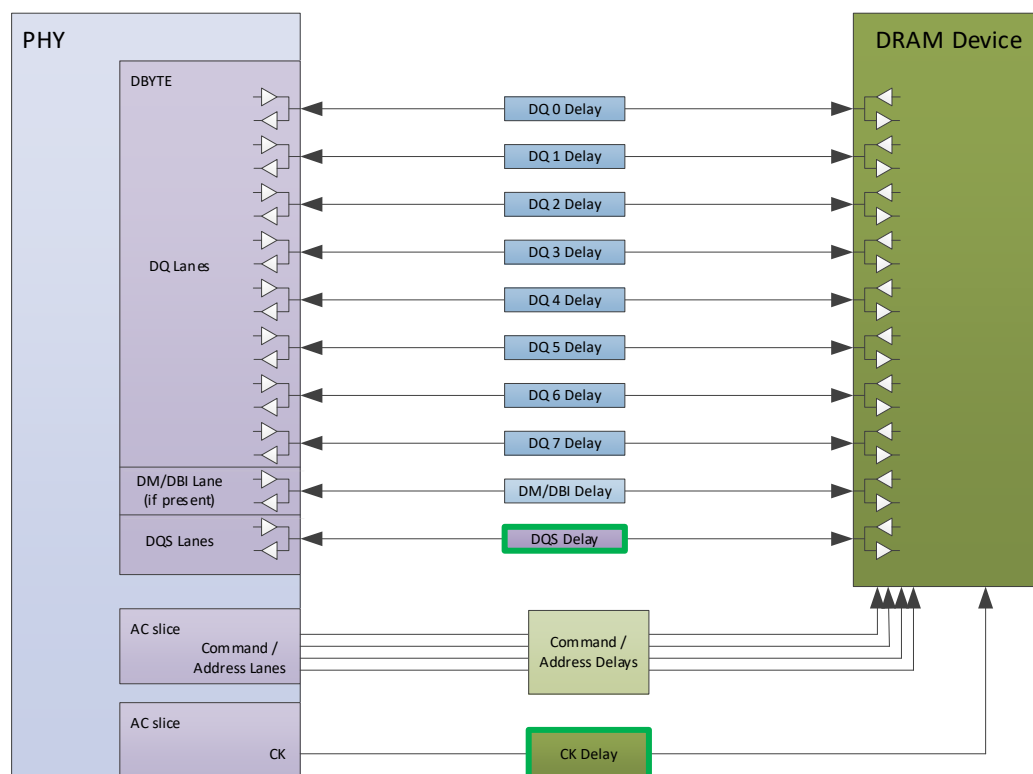 PHY
DRAM Device
DBYTE
DQ 0 Delay
DQ 1 Delay
DQ 2 Delay
DQ 3 Delay
DQ Lanes
DQ 4 Delay
DQ 5 Delay
DQ 6 Delay
DQ 7 Delay
DM/DBI Lane
(if present)
DM/DBI Delay
DQS Lanes
DQS Delay
AC slice
Command /
Address Lanes
Command /
Address Delays
AC slice
CK
CK Delay